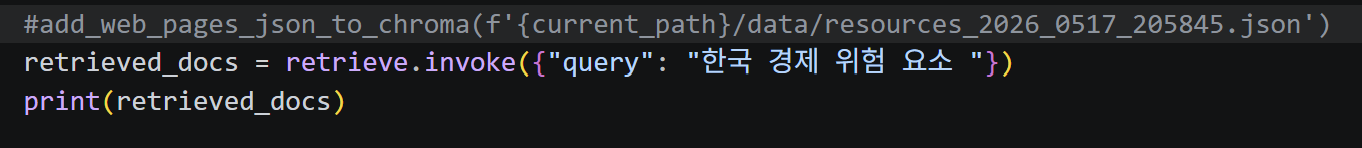 #add_web_pages_json_to_chroma(f'{current_path}/data/resources_2026_0517_205845.json')
retrieved_docs = retrieve.invoke({"query": "한국 경제 위험 요소 "})
print(retrieved_docs)